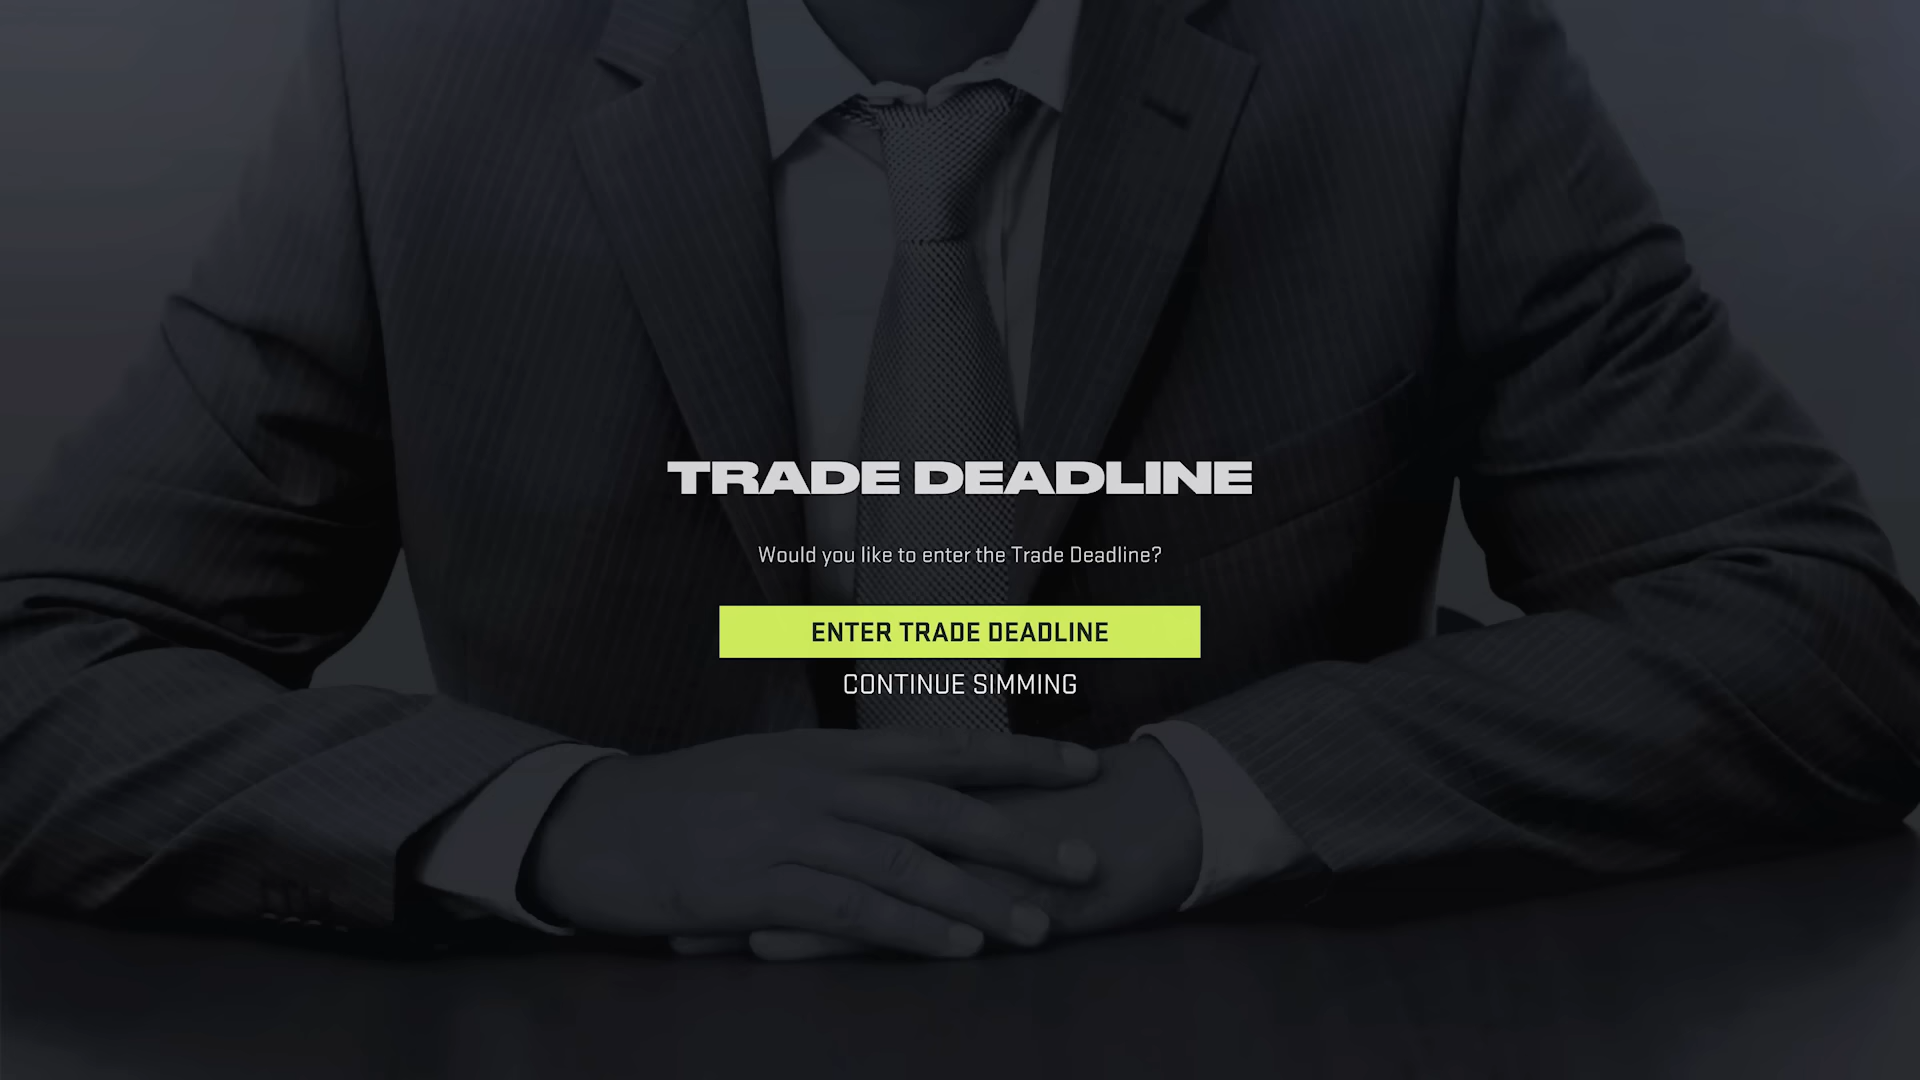 TRADE DEADLINE
Would you like to enter the Trade Deadline?
ENTER TRADE DEADLINE
CONTINUE SIMMING